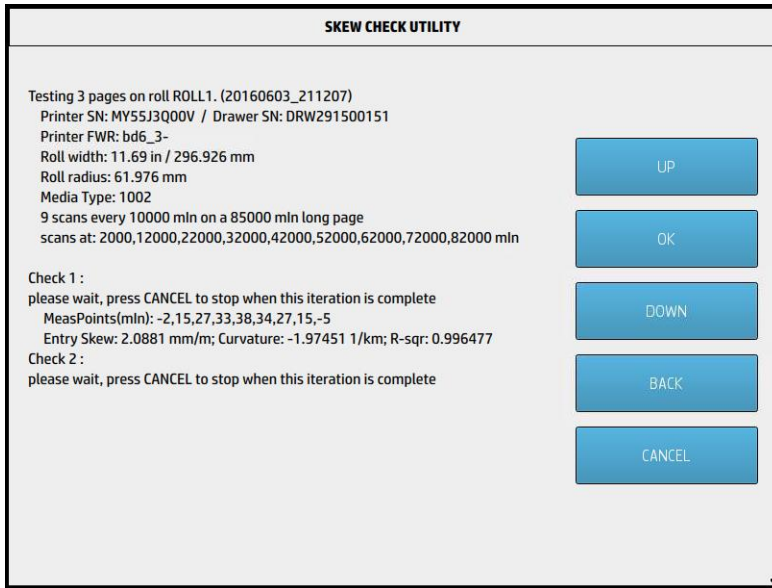 SKEW CHECK UTILITY
Testing 3 pages on roll ROLL1. (20160603_211207)
Printer SN: MY55J3Q00V / Drawer SN: DRW291500151
Printer FWR: bd6_3-
Roll width: 11.69 in / 296.926 mm
Roll radius: 61.976 mm
Media Type: 1002
9 scans every 10000 mIn on a 85000 mIn long page
scans at: 2000,12000,22000,32000,42000,52000,62000,72000,82000 mIn
Check 1 :
please wait, press CANCEL to stop when this iteration is complete
MeasPoints(mIn): -2,15,27,33,38,34,27,15,-5
Entry Skew: 2.0881 mm/m; Curvature: -1.97451 1/km; R-sqr: 0.996477
Check 2 :
please wait, press CANCEL to stop when this iteration is complete
UP
OK
DOWN
BACK
CANCEL